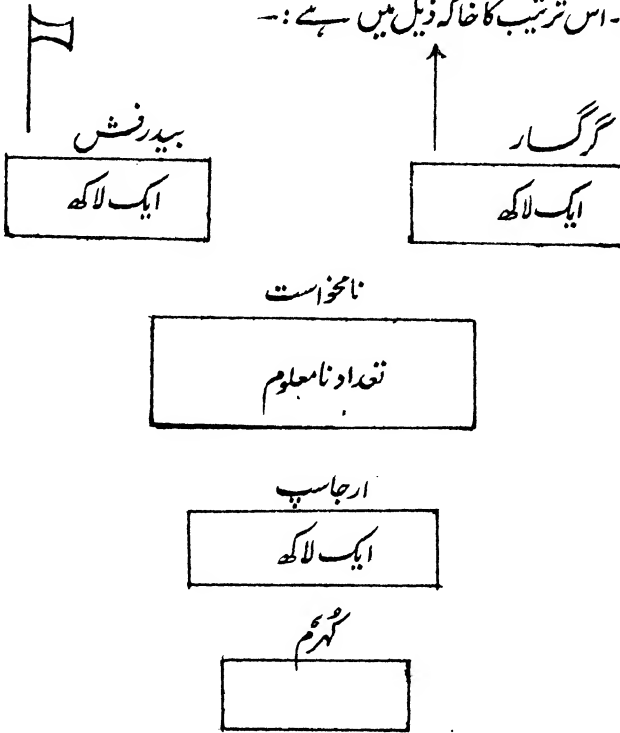 ۔اس ترتیب کا خاکہ ذیل میں ہے :۔
گرگسار
بیدرفش
ایک لاکھ
ایک لاکھ
نامخواست
تعداد نامعلوم
ارجاسپ
ایک لاکھ
کُہرُم